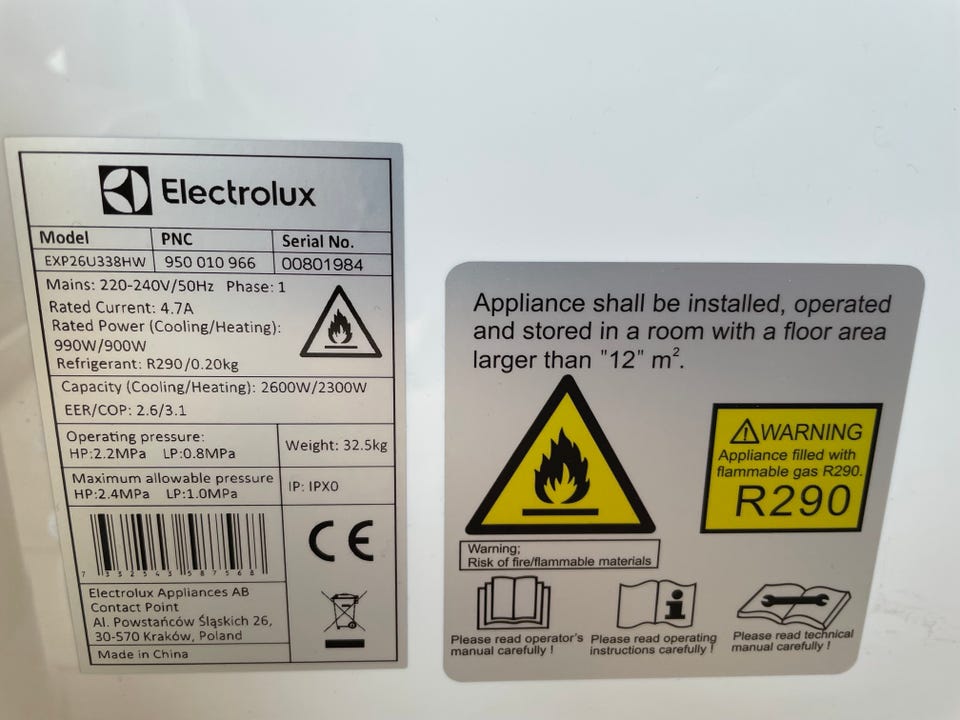 Electrolux
Model PNC Serial No.
EXP26U338HW 950 010 966 00801984
Mains: 220-240V/50Hz Phase: 1
Rated Current: 4.7A
Rated Power (Cooling/Heating):
990W/900W
Refrigerant: R290/0.20kg
Capacity (Cooling/Heating): 2600W/2300W
EER/COP: 2.6/3.1
Operating pressure:
HP:2.2MPa LP:0.8MPa
Weight: 32.5kg
Maximum allowable pressure
HP:2.4MPa LP:1.0MPa
IP: IPX0
CE
7 332543 587568
Electrolux Appliances AB
Contact Point
Al. Powstańców Śląskich 26,
30-570 Kraków, Poland
Made in China
Appliance shall be installed, operated
and stored in a room with a floor area
larger than "12" m².
WARNING
Appliance filled with
flammable gas R290.
R290
Warning;
Risk of fire/flammable materials
Please read operator's
manual carefully !
Please read operating
instructions carefully !
Please read technical
manual carefully !